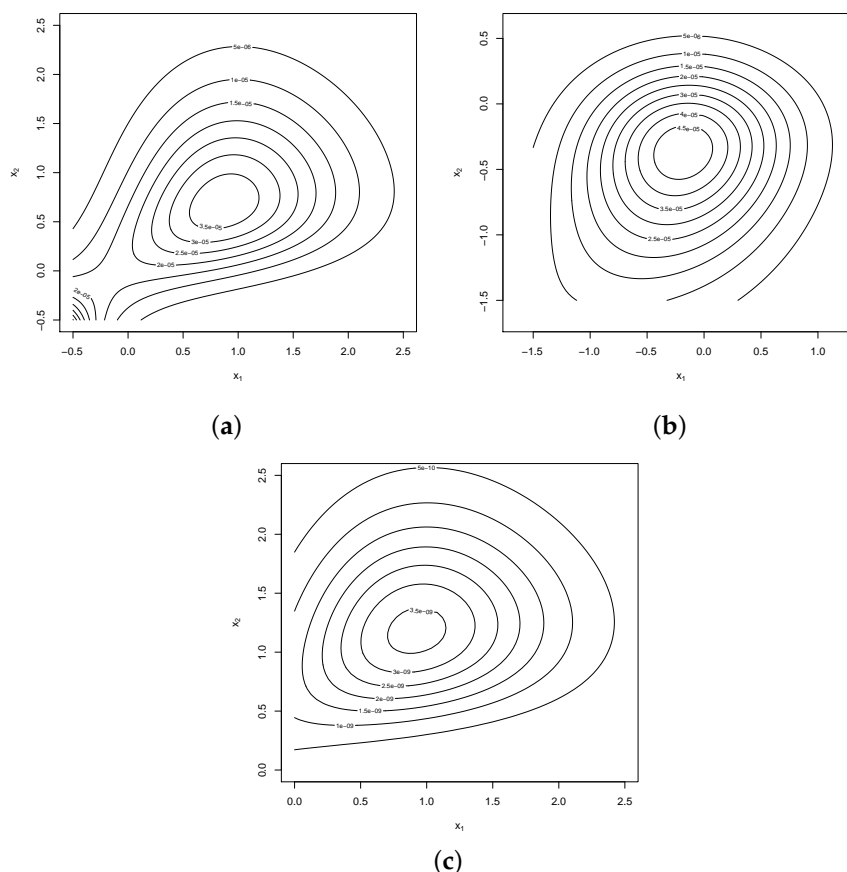 2.5
2.0
1.5
1.0
0.5
0.0
−0.5
x2
5e−06
1e−05
1.5e−05
3.5e−05
3e−05
2.5e−05
2e−05
2e−05
−0.5 0.0 0.5 1.0 1.5 2.0 2.5
x1
(a)
0.5
0.0
−0.5
−1.0
−1.5
x2
5e−06
1e−05
1.5e−05
2e−05
3e−05
4e−05
4.5e−05
3.5e−05
2.5e−05
−1.5 −1.0 −0.5 0.0 0.5 1.0
x1
(b)
2.5
2.0
1.5
1.0
0.5
0.0
x2
5e−10
3.5e−09
3e−09
2.5e−09
2e−09
1.5e−09
1e−09
0.0 0.5 1.0 1.5 2.0 2.5
x1
(c)